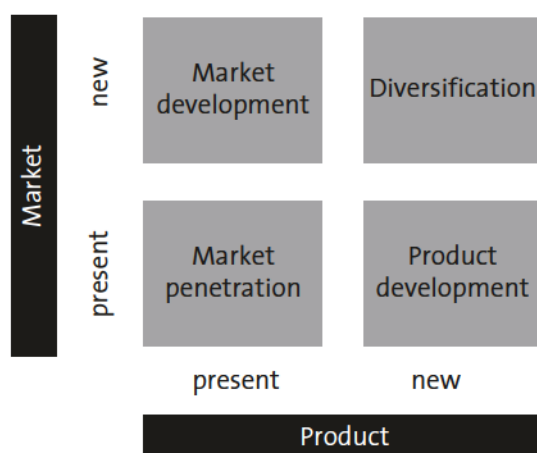 Market
new
Market
development
Diversification
present
Market
penetration
Product
development
present
new
Product